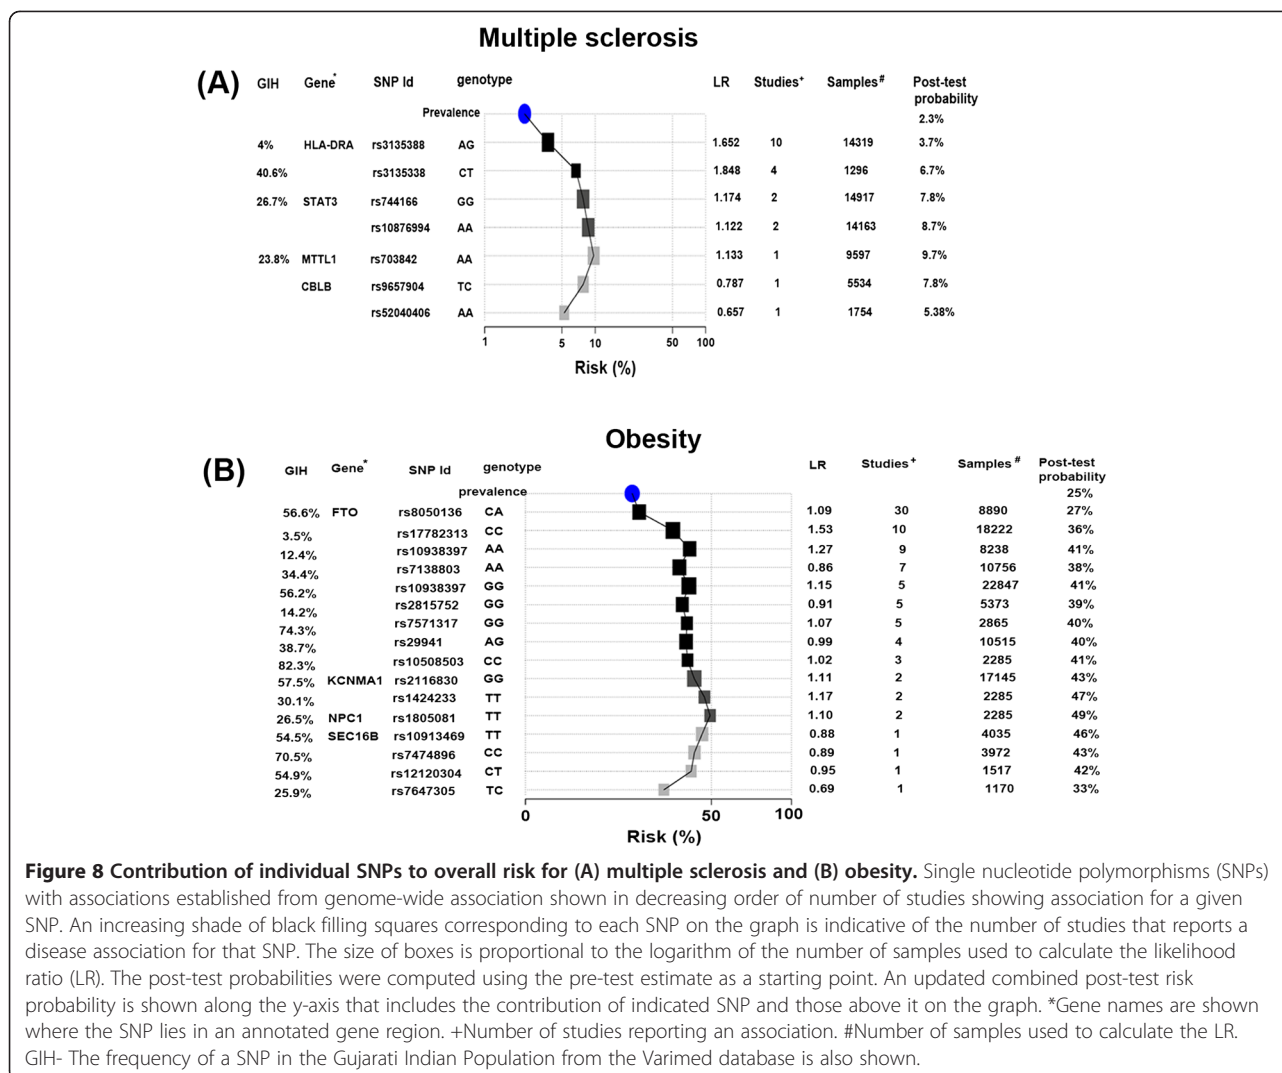 Multiple sclerosis
(A) GIH Gene* SNP Id genotype LR Studies+ Samples# Post-test probability
Prevalence 2.3%
4% HLA-DRA rs3135388 AG 1.652 10 14319 3.7%
40.6% rs3135338 CT 1.848 4 1296 6.7%
26.7% STAT3 rs744166 GG 1.174 2 14917 7.8%
rs10876994 AA 1.122 2 14163 8.7%
23.8% MTTL1 rs703842 AA 1.133 1 9597 9.7%
CBLB rs9657904 TC 0.787 1 5534 7.8%
rs52040406 AA 0.657 1 1754 5.38%
1 5 10 50 100
Risk (%)
Obesity
(B) GIH Gene* SNP Id genotype LR Studies+ Samples# Post-test probability
prevalence 25%
56.6% FTO rs8050136 CA 1.09 30 8890 27%
3.5% rs17782313 CC 1.53 10 18222 36%
12.4% rs10938397 AA 1.27 9 8238 41%
34.4% rs7138803 AA 0.86 7 10756 38%
56.2% rs10938397 GG 1.15 5 22847 41%
14.2% rs2815752 GG 0.91 5 5373 39%
74.3% rs7571317 GG 1.07 5 2865 40%
38.7% rs29941 AG 0.99 4 10515 40%
82.3% rs10508503 CC 1.02 3 2285 41%
57.5% KCNMA1 rs2116830 GG 1.11 2 17145 43%
30.1% rs1424233 TT 1.17 2 2285 47%
26.5% NPC1 rs1805081 TT 1.10 2 2285 49%
54.5% SEC16B rs10913469 TT 0.88 1 4035 46%
70.5% rs7474896 CC 0.89 1 3972 43%
54.9% rs12120304 CT 0.95 1 1517 42%
25.9% rs7647305 TC 0.69 1 1170 33%
0 50 100
Risk (%)
Figure 8 Contribution of individual SNPs to overall risk for (A) multiple sclerosis and (B) obesity. Single nucleotide polymorphisms (SNPs)
with associations established from genome-wide association shown in decreasing order of number of studies showing association for a given
SNP. An increasing shade of black filling squares corresponding to each SNP on the graph is indicative of the number of studies that reports a
disease association for that SNP. The size of boxes is proportional to the logarithm of the number of samples used to calculate the likelihood
ratio (LR). The post-test probabilities were computed using the pre-test estimate as a starting point. An updated combined post-test risk
probability is shown along the y-axis that includes the contribution of indicated SNP and those above it on the graph. *Gene names are shown
where the SNP lies in an annotated gene region. +Number of studies reporting an association. #Number of samples used to calculate the LR.
GIH- The frequency of a SNP in the Gujarati Indian Population from the Varimed database is also shown.